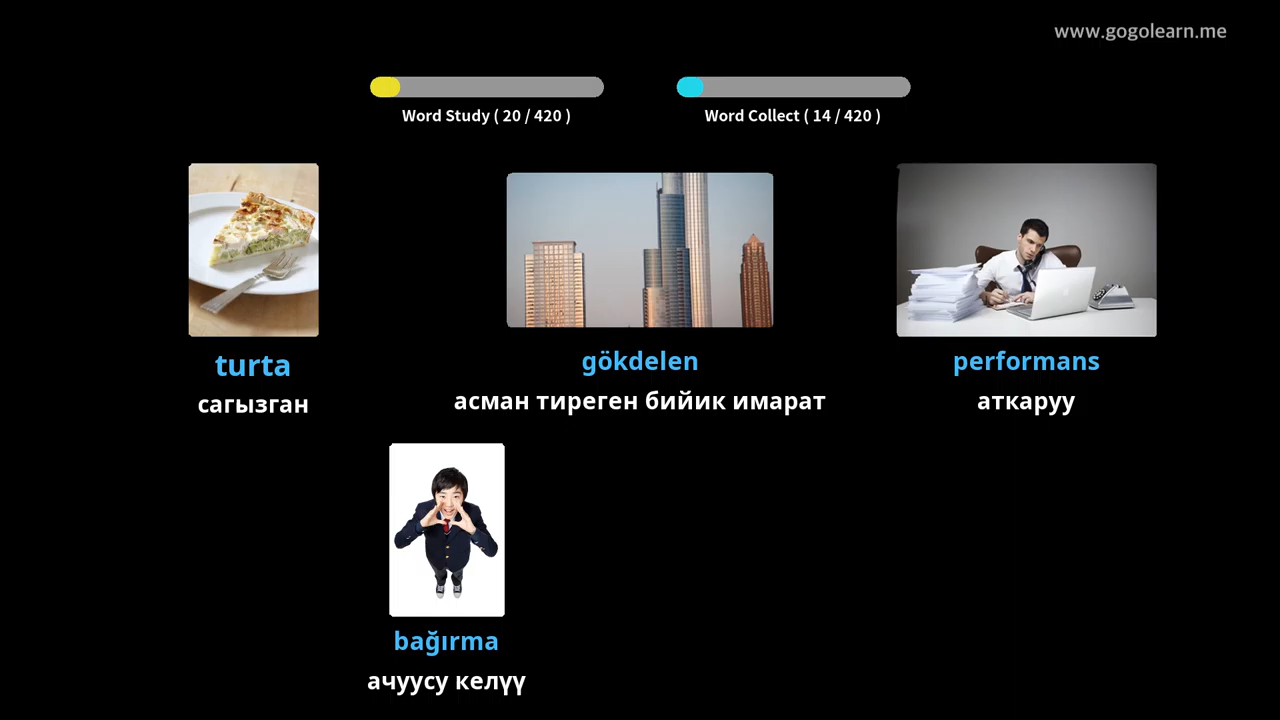 www.gogolearn.me
Word Study ( 20 / 420 )
Word Collect ( 14 / 420 )
turta
сагызган
gökdelen
асман тиреген бийик имарат
performans
аткаруу
bağırma
ачуусу келүү